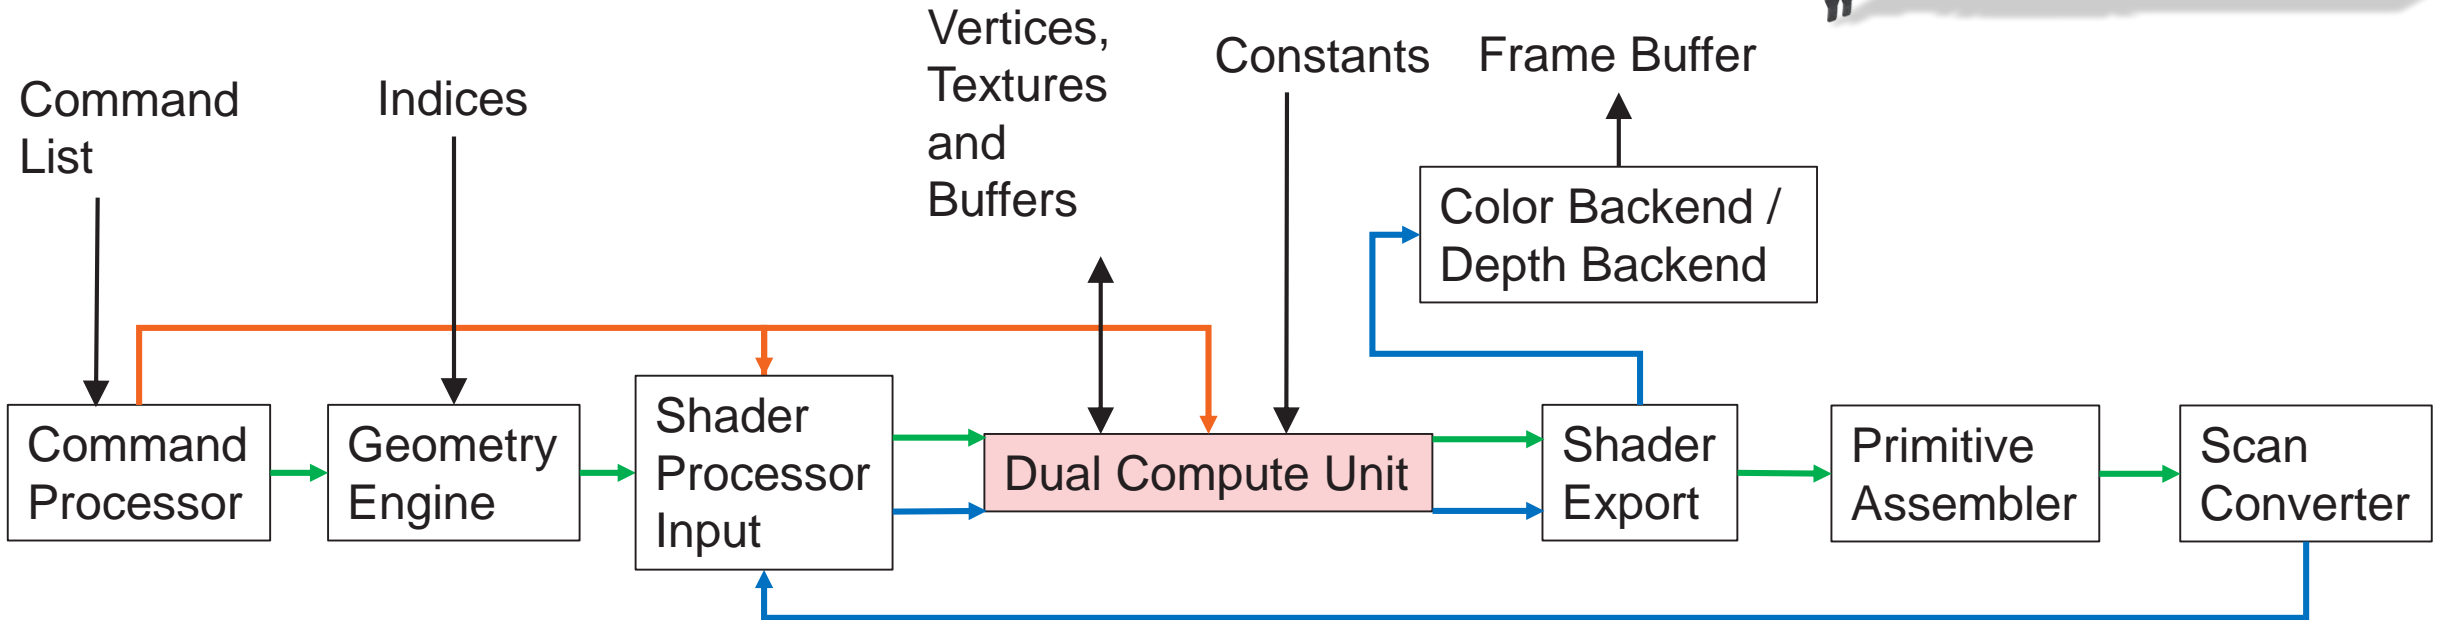 Command
List
Indices
Vertices,
Textures
and
Buffers
Constants
Frame Buffer
Color Backend /
Depth Backend
Command
Processor
Geometry
Engine
Shader
Processor
Input
Dual Compute Unit
Shader
Export
Primitive
Assembler
Scan
Converter